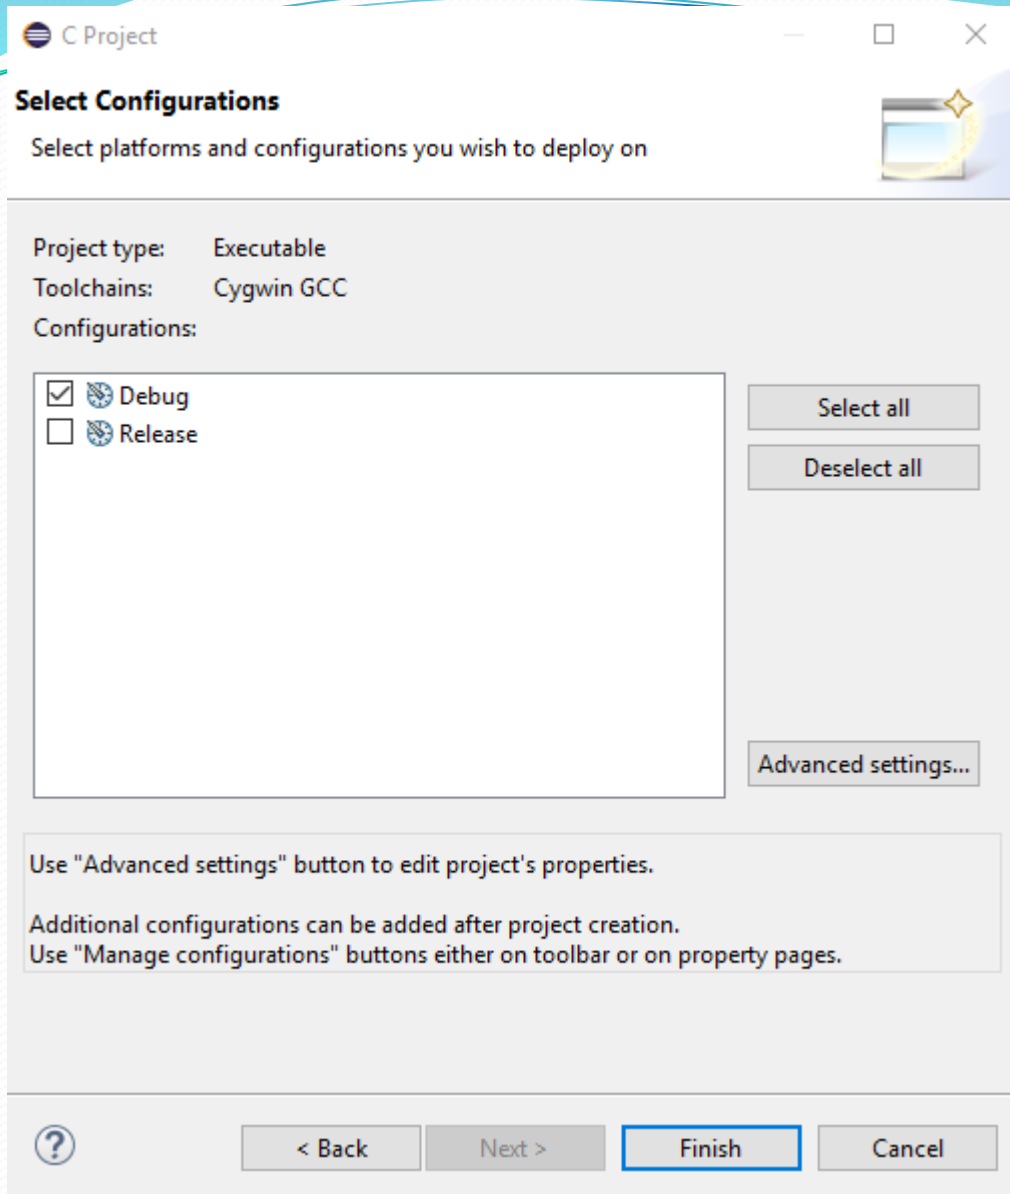 C Project
Select Configurations
Select platforms and configurations you wish to deploy on
Project type: Executable
Toolchains: Cygwin GCC
Configurations:
Debug
Release
Select all
Deselect all
Advanced settings...
Use "Advanced settings" button to edit project's properties.
Additional configurations can be added after project creation.
Use "Manage configurations" buttons either on toolbar or on property pages.
?
< Back
Next >
Finish
Cancel